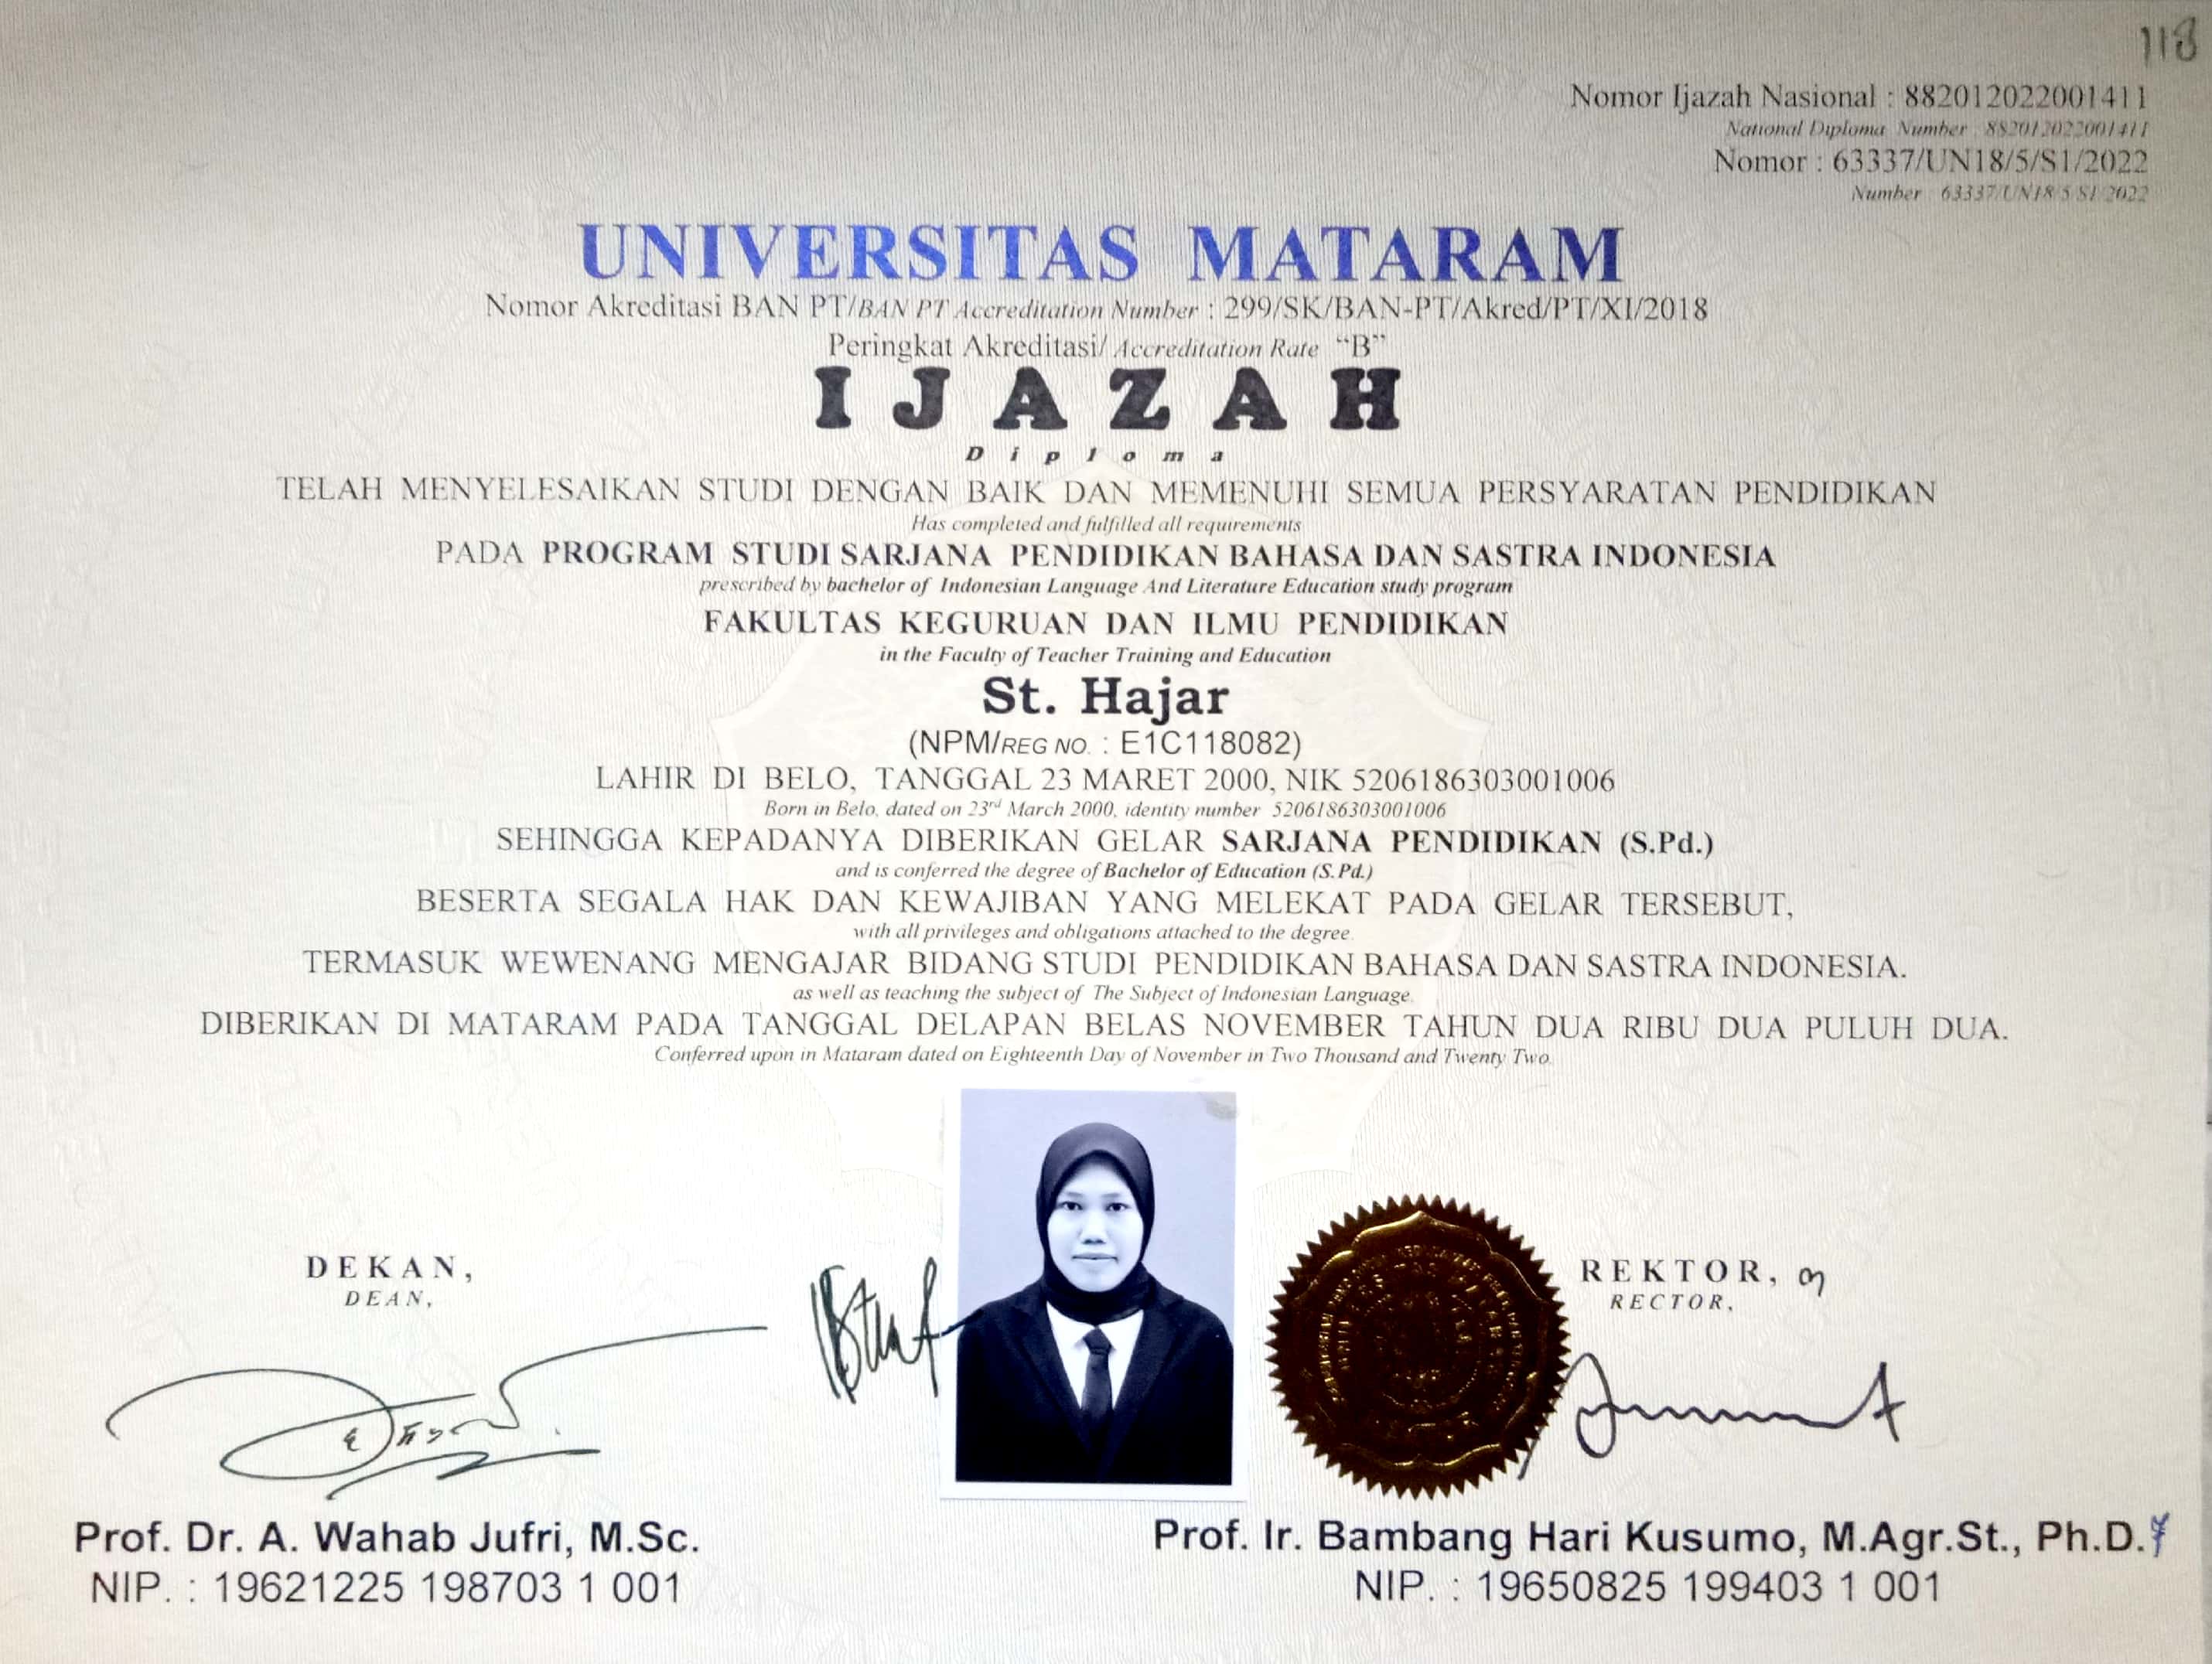 118
Nomor Ijazah Nasional : 882012022001411
National Diploma Number : 882012022001411
Nomor : 63337/UN18/5/S1/2022
Number : 63337/UN18/5/S1/2022
UNIVERSITAS MATARAM
Nomor Akreditasi BAN PT/BAN PT Accreditation Number : 299/SK/BAN-PT/Akred/PT/XI/2018
Peringkat Akreditasi/ Accreditation Rate “B”
IJAZAH
Diploma
TELAH MENYELESAIKAN STUDI DENGAN BAIK DAN MEMENUHI SEMUA PERSYARATAN PENDIDIKAN
Has completed and fulfilled all requirements
PADA PROGRAM STUDI SARJANA PENDIDIKAN BAHASA DAN SASTRA INDONESIA
prescribed by bachelor of Indonesian Language And Literature Education study program
FAKULTAS KEGURUAN DAN ILMU PENDIDIKAN
in the Faculty of Teacher Training and Education
St. Hajar
(NPM/REG NO. : E1C118082)
LAHIR DI BELO, TANGGAL 23 MARET 2000, NIK 5206186303001006
Born in Belo, dated on 23rd March 2000, identity number 5206186303001006
SEHINGGA KEPADANYA DIBERIKAN GELAR SARJANA PENDIDIKAN (S.Pd.)
and is conferred the degree of Bachelor of Education (S.Pd.)
BESERTA SEGALA HAK DAN KEWAJIBAN YANG MELEKAT PADA GELAR TERSEBUT,
with all privileges and obligations attached to the degree.
TERMASUK WEWENANG MENGAJAR BIDANG STUDI PENDIDIKAN BAHASA DAN SASTRA INDONESIA.
as well as teaching the subject of The Subject of Indonesian Language.
DIBERIKAN DI MATARAM PADA TANGGAL DELAPAN BELAS NOVEMBER TAHUN DUA RIBU DUA PULUH DUA.
Conferred upon in Mataram dated on Eighteenth Day of November in Two Thousand and Twenty Two.
DEKAN,
DEAN,
REKTOR,
RECTOR,
Prof. Dr. A. Wahab Jufri, M.Sc.
NIP. : 19621225 198703 1 001
Prof. Ir. Bambang Hari Kusumo, M.Agr.St., Ph.D.
NIP. : 19650825 199403 1 001